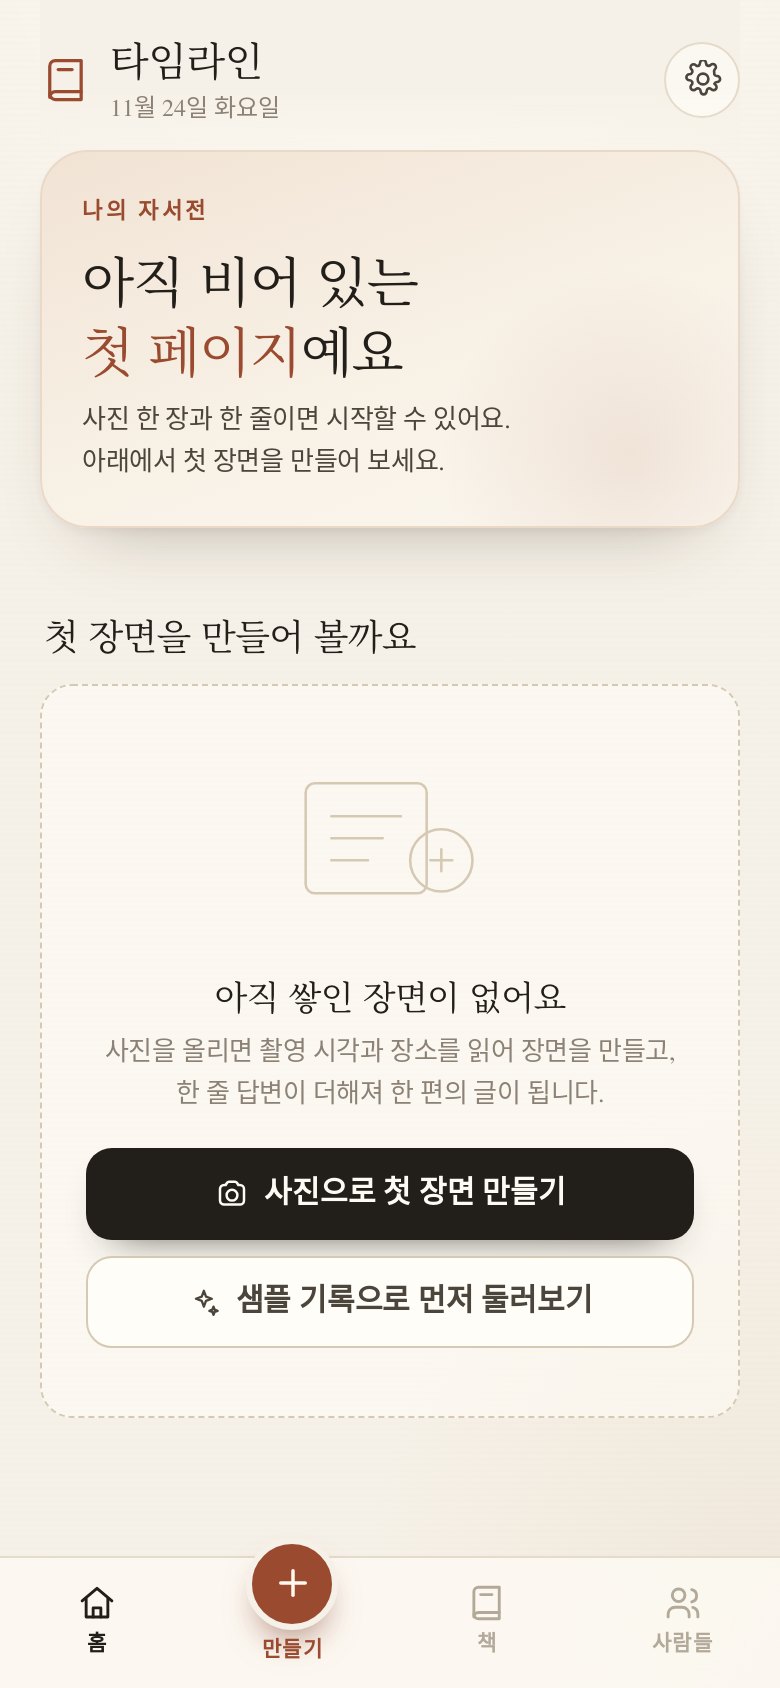 타임라인
11월 24일 화요일
나의 자서전
아직 비어 있는
첫 페이지예요
사진 한 장과 한 줄이면 시작할 수 있어요.
아래에서 첫 장면을 만들어 보세요.
첫 장면을 만들어 볼까요
아직 쌓인 장면이 없어요
사진을 올리면 촬영 시각과 장소를 읽어 장면을 만들고,
한 줄 답변이 더해져 한 편의 글이 됩니다.
사진으로 첫 장면 만들기
샘플 기록으로 먼저 둘러보기
홈
만들기
책
사람들